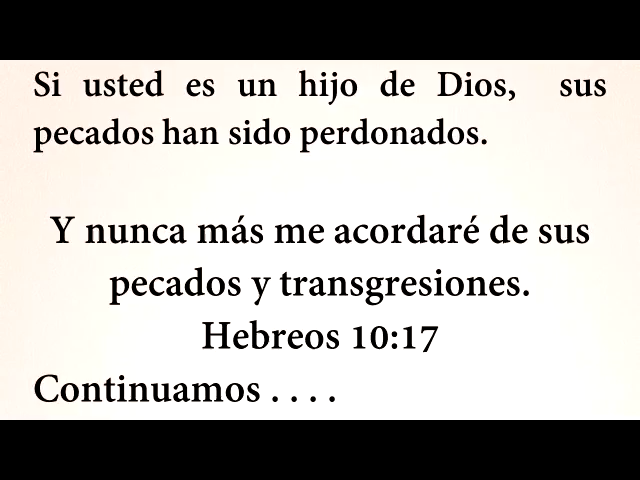 Si usted es un hijo de Dios, sus
pecados han sido perdonados.
Y nunca más me acordaré de sus
pecados y transgresiones.
Hebreos 10:17
Continuamos . . . .